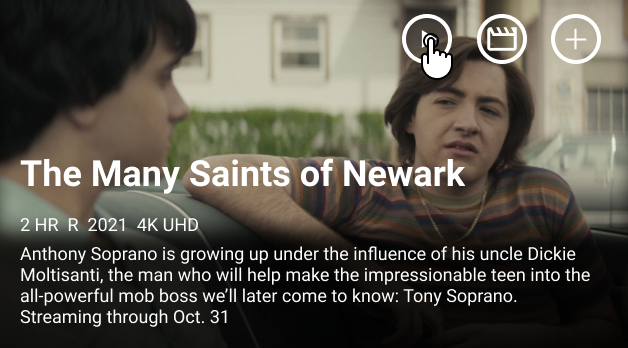 The Many Saints of Newark
2 HR R 2021 4K UHD
Anthony Soprano is growing up under the influence of his uncle Dickie
Moltisanti, the man who will help make the impressionable teen into the
all-powerful mob boss we’ll later come to know: Tony Soprano.
Streaming through Oct. 31